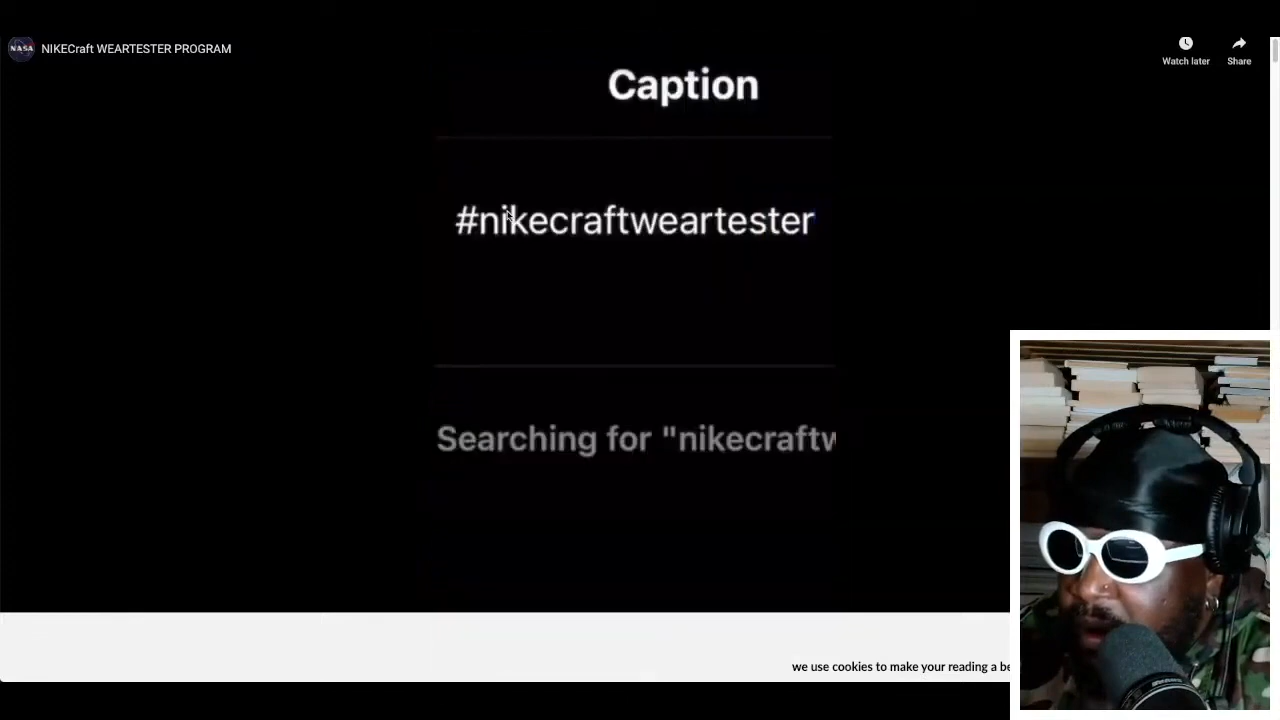 NASA
NIKECraft WEARTESTER PROGRAM
Watch later
Share
Caption
#nikecraftweartester
Searching for "nikecraftw
we use cookies to make your reading a be